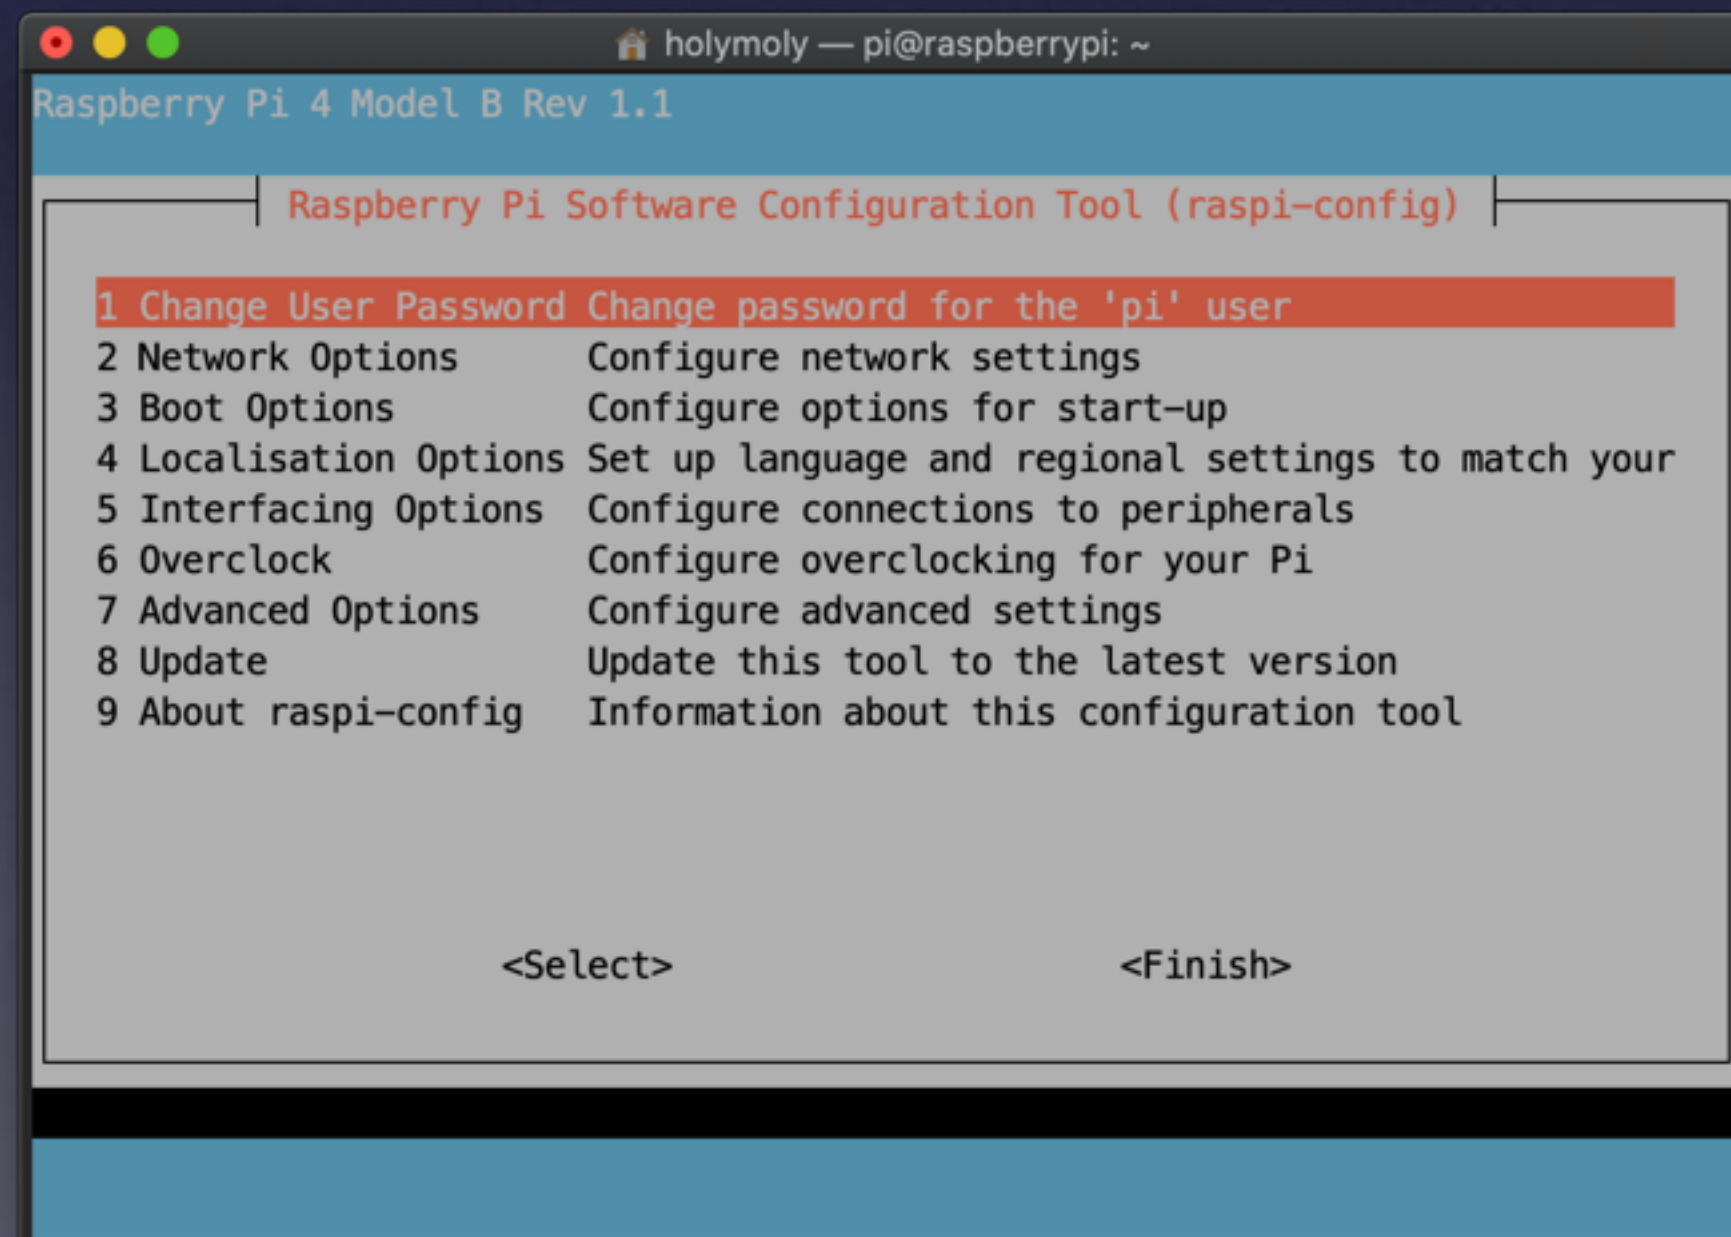 holymoly — pi@raspberrypi: ~
Raspberry Pi 4 Model B Rev 1.1
Raspberry Pi Software Configuration Tool (raspi-config)
1 Change User Password Change password for the 'pi' user
2 Network Options Configure network settings
3 Boot Options Configure options for start-up
4 Localisation Options Set up language and regional settings to match your
5 Interfacing Options Configure connections to peripherals
6 Overclock Configure overclocking for your Pi
7 Advanced Options Configure advanced settings
8 Update Update this tool to the latest version
9 About raspi-config Information about this configuration tool
<Select> <Finish>